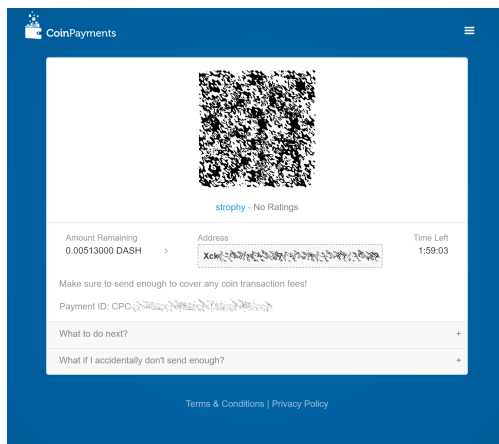 CoinPayments
strophy - No Ratings
Amount Remaining
Address
Time Left
0.00513000 DASH >
Xck
1:59:03
Make sure to send enough to cover any coin transaction fees!
Payment ID: CPC
What to do next? +
What if I accidentally don't send enough? +
Terms & Conditions | Privacy Policy